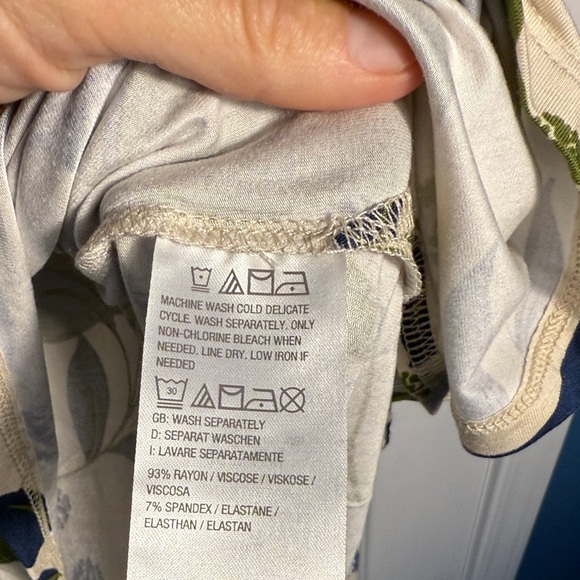 MACHINE WASH COLD DELICATE
CYCLE. WASH SEPARATELY. ONLY
NON-CHLORINE BLEACH WHEN
NEEDED. LINE DRY. LOW IRON IF
NEEDED
30
GB: WASH SEPARATELY
D: SEPARAT WASCHEN
I: LAVARE SEPARATAMENTE
93% RAYON / VISCOSE / VISKOSE /
VISCOSA
7% SPANDEX / ELASTANE /
ELASTHAN / ELASTAN